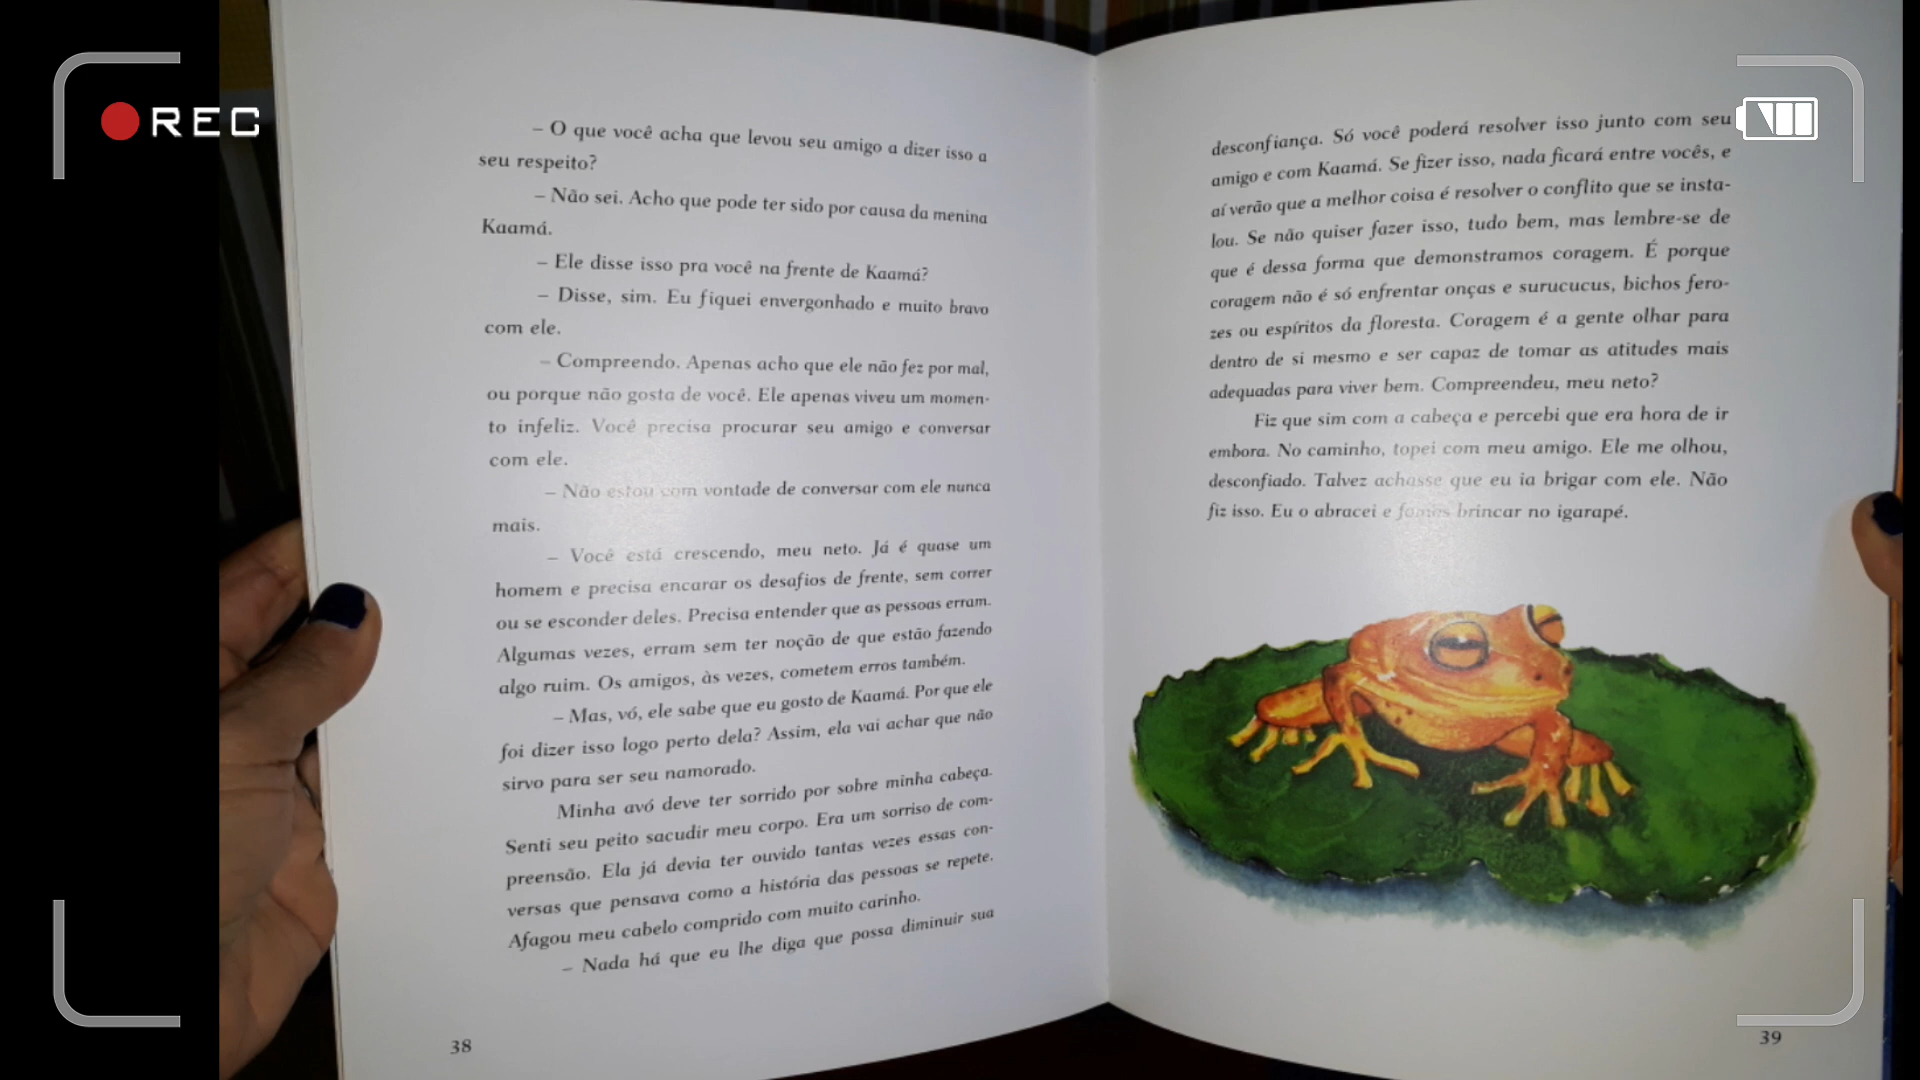 REC
– O que você acha que levou seu amigo a dizer isso a
seu respeito?
– Não sei. Acho que pode ter sido por causa da menina
Kaamá.
– Ele disse isso pra você na frente de Kaamá?
– Disse, sim. Eu fiquei envergonhado e muito bravo
com ele.
– Compreendo. Apenas acho que ele não fez por mal,
ou porque não gosta de você. Ele apenas viveu um momen-
to infeliz. Você precisa procurar seu amigo e conversar
com ele.
– Não estou com vontade de conversar com ele nunca
mais.
– Você está crescendo, meu neto. Já é quase um
homem e precisa encarar os desafios de frente, sem correr
ou se esconder deles. Precisa entender que as pessoas erram.
Algumas vezes, erram sem ter noção de que estão fazendo
algo ruim. Os amigos, às vezes, cometem erros também.
– Mas, vó, ele sabe que eu gosto de Kaamá. Por que ele
foi dizer isso logo perto dela? Assim, ela vai achar que não
sirvo para ser seu namorado.
Minha avó deve ter sorrido por sobre minha cabeça.
Senti seu peito sacudir meu corpo. Era um sorriso de com-
preensão. Ela já devia ter ouvido tantas vezes essas con-
versas que pensava como a história das pessoas se repete.
Afagou meu cabelo comprido com muito carinho.
– Nada há que eu lhe diga que possa diminuir sua
38
desconfiança. Só você poderá resolver isso junto com seu
amigo e com Kaamá. Se fizer isso, nada ficará entre vocês, e
aí verão que a melhor coisa é resolver o conflito que se insta-
lou. Se não quiser fazer isso, tudo bem, mas lembre-se de
que é dessa forma que demonstramos coragem. É porque
coragem não é só enfrentar onças e surucucus, bichos fero-
zes ou espíritos da floresta. Coragem é a gente olhar para
dentro de si mesmo e ser capaz de tomar as atitudes mais
adequadas para viver bem. Compreendeu, meu neto?
Fiz que sim com a cabeça e percebi que era hora de ir
embora. No caminho, topei com meu amigo. Ele me olhou,
desconfiado. Talvez achasse que eu ia brigar com ele. Não
fiz isso. Eu o abracei e fomos brincar no igarapé.
39